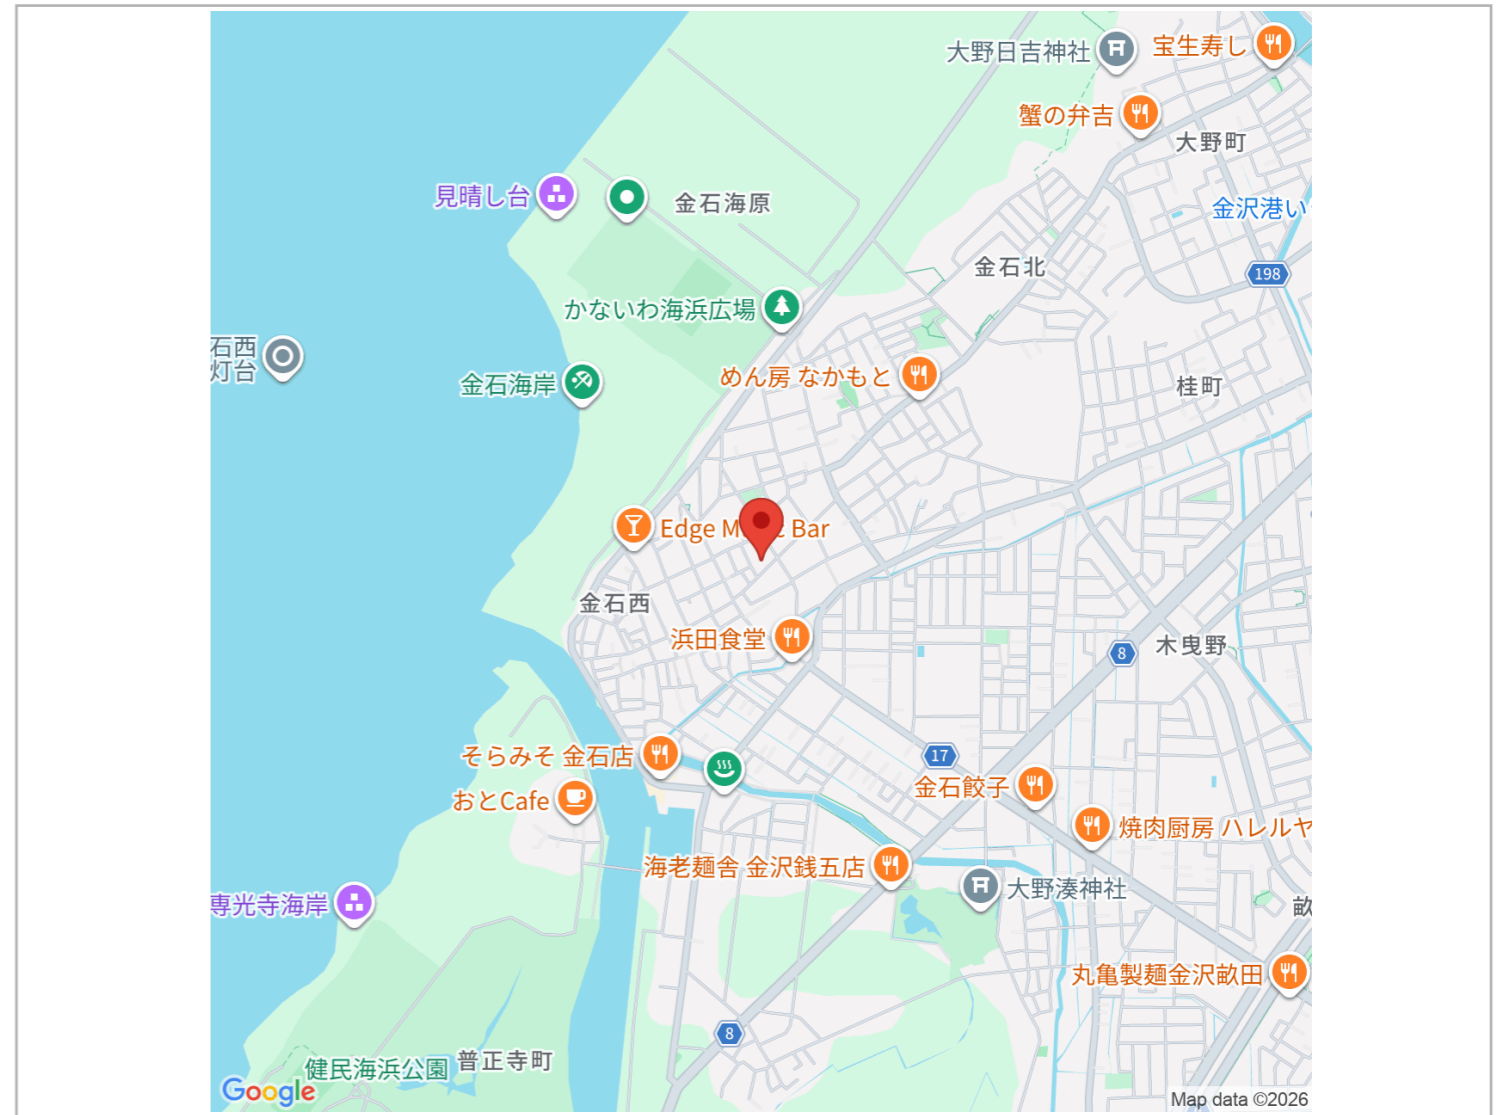 大野日吉神社
宝生寿し
蟹の弁吉
大野町
見晴し台
金石海原
金沢港い
金石北
198
かないわ海浜広場
石西
灯台
金石海岸
めん房 なかもと
桂町
Edge M c Bar
金石西
浜田食堂
8
木曳野
そらみそ 金石店
17
おとCafe
金石餃子
焼肉厨房 ハレルヤ
海老麺舎 金沢銭五店
大野湊神社
専光寺海岸
畝
丸亀製麺金沢畝田
8
健民海浜公園
普正寺町
Google
Map data ©2026